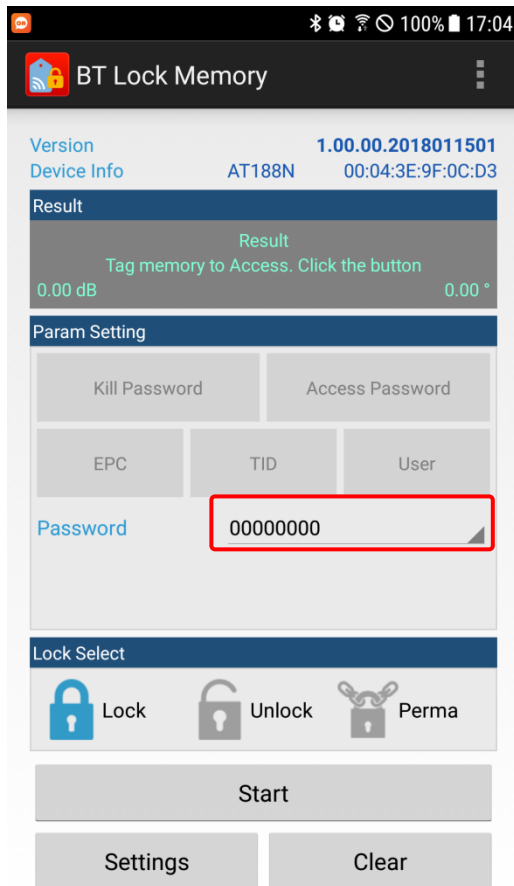 on 100% 17:04
BT Lock Memory
Version 1.00.00.2018011501
Device Info AT188N 00:04:3E:9F:0C:D3
Result
Result
Tag memory to Access. Click the button
0.00 dB 0.00 °
Param Setting
Kill Password Access Password
EPC TID User
Password 00000000
Lock Select
Lock Unlock Perma
Start
Settings Clear